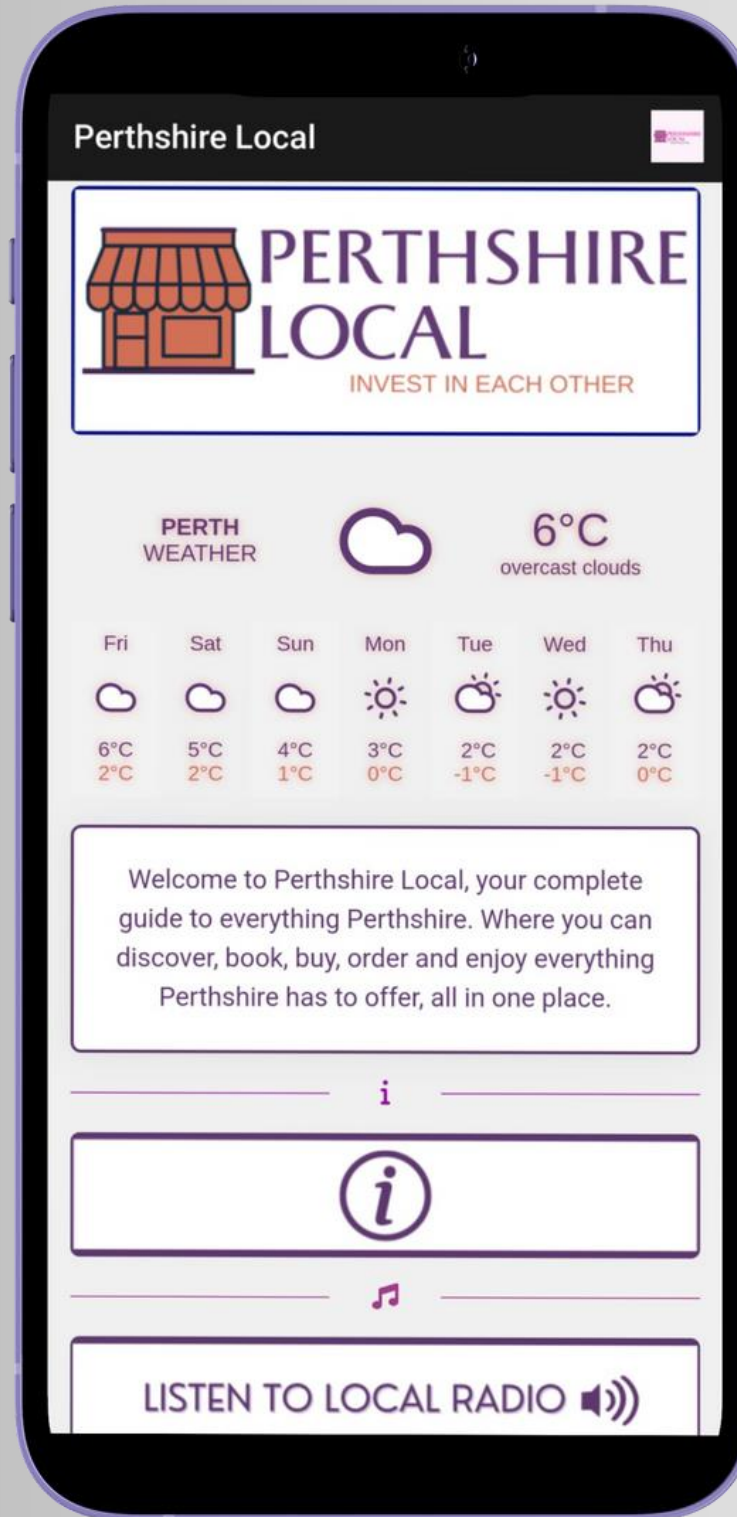 Perthshire Local
PERTHSHIRE
LOCAL
INVEST IN EACH OTHER
PERTH
WEATHER
6°C
overcast clouds
Fri Sat Sun Mon Tue Wed Thu
6°C 5°C 4°C 3°C 2°C 2°C 2°C
2°C 2°C 1°C 0°C -1°C -1°C 0°C
Welcome to Perthshire Local, your complete
guide to everything Perthshire. Where you can
discover, book, buy, order and enjoy everything
Perthshire has to offer, all in one place.
i
i
LISTEN TO LOCAL RADIO